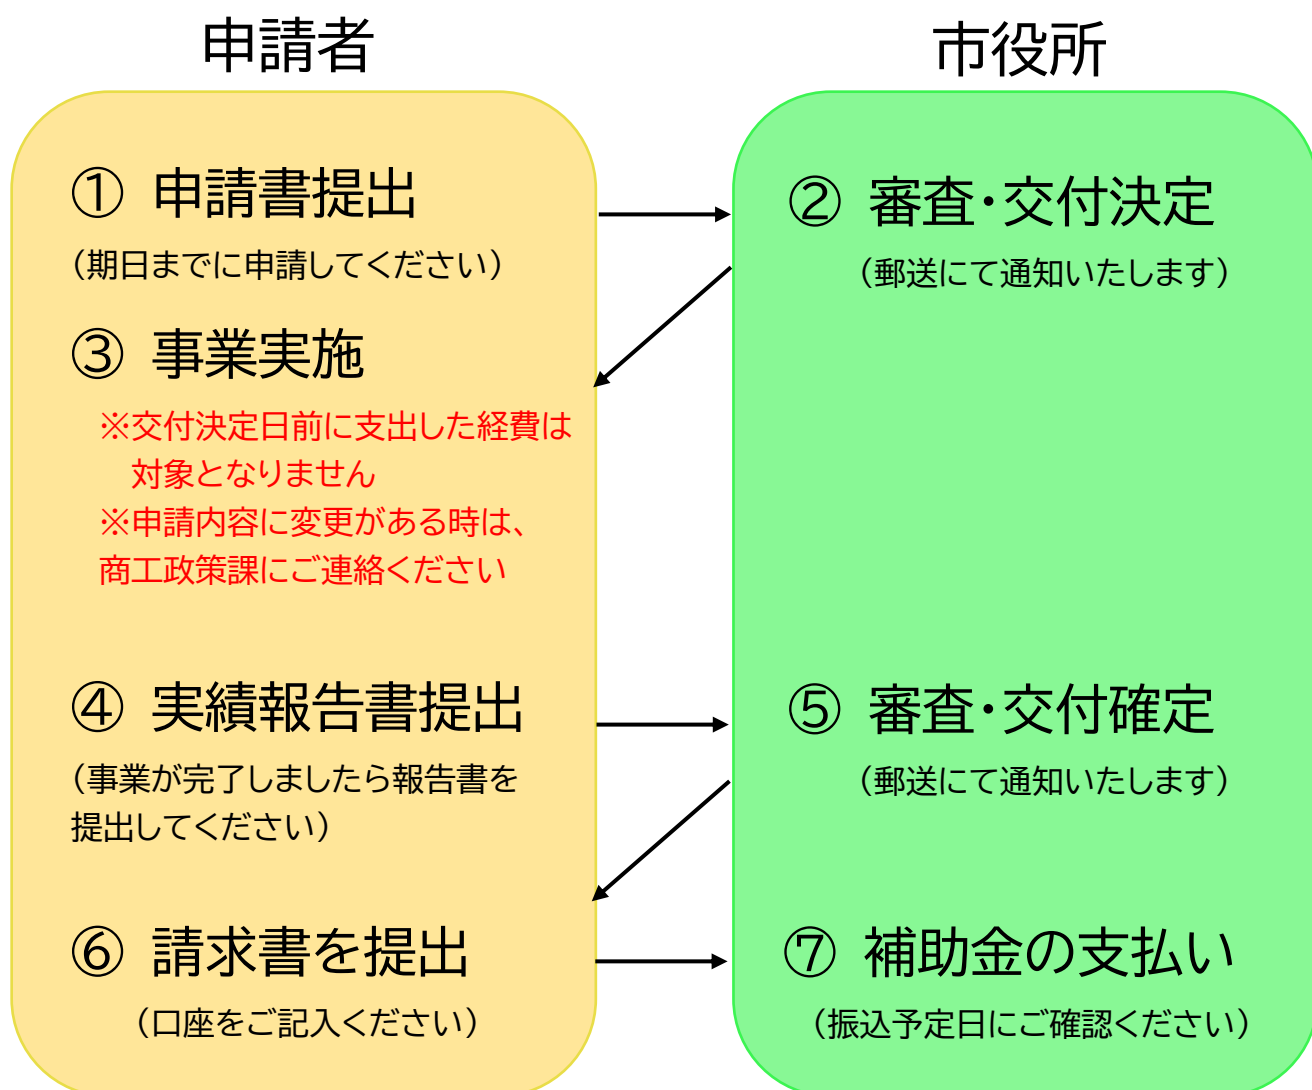 申請者
市役所
① 申請書提出
（期日までに申請してください）
② 審査・交付決定
（郵送にて通知いたします）
③ 事業実施
※交付決定日前に支出した経費は
対象となりません
※申請内容に変更がある時は、
商工政策課にご連絡ください
④ 実績報告書提出
（事業が完了しましたら報告書を
提出してください）
⑤ 審査・交付確定
（郵送にて通知いたします）
⑥ 請求書を提出
（口座をご記入ください）
⑦ 補助金の支払い
（振込予定日にご確認ください）